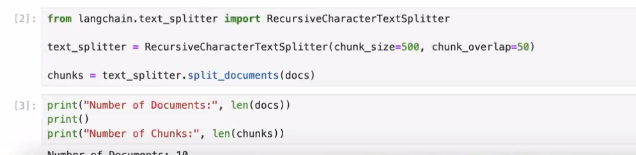 [2]: from langchain.text_splitter import RecursiveCharacterTextSplitter
text_splitter = RecursiveCharacterTextSplitter(chunk_size=500, chunk_overlap=50)
chunks = text_splitter.split_documents(docs)
[3]: print("Number of Documents:", len(docs))
print()
print("Number of Chunks:", len(chunks))
Number of Documents: 10